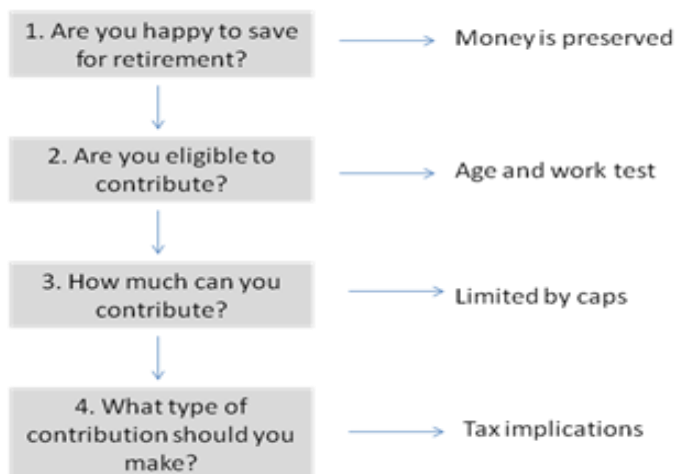 1. Are you happy to save
for retirement?
Money is preserved
2. Are you eligible to
contribute?
Age and work test
3. How much can you
contribute?
Limited by caps
4. What type of
contribution should you
make?
Tax implications